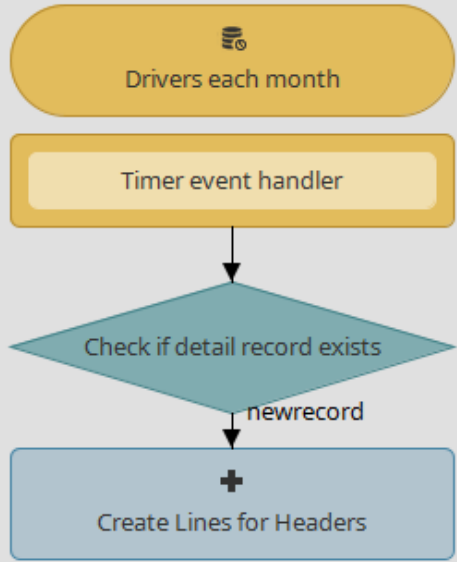 Drivers each month
Timer event handler
Check if detail record exists
newrecord
Create Lines for Headers